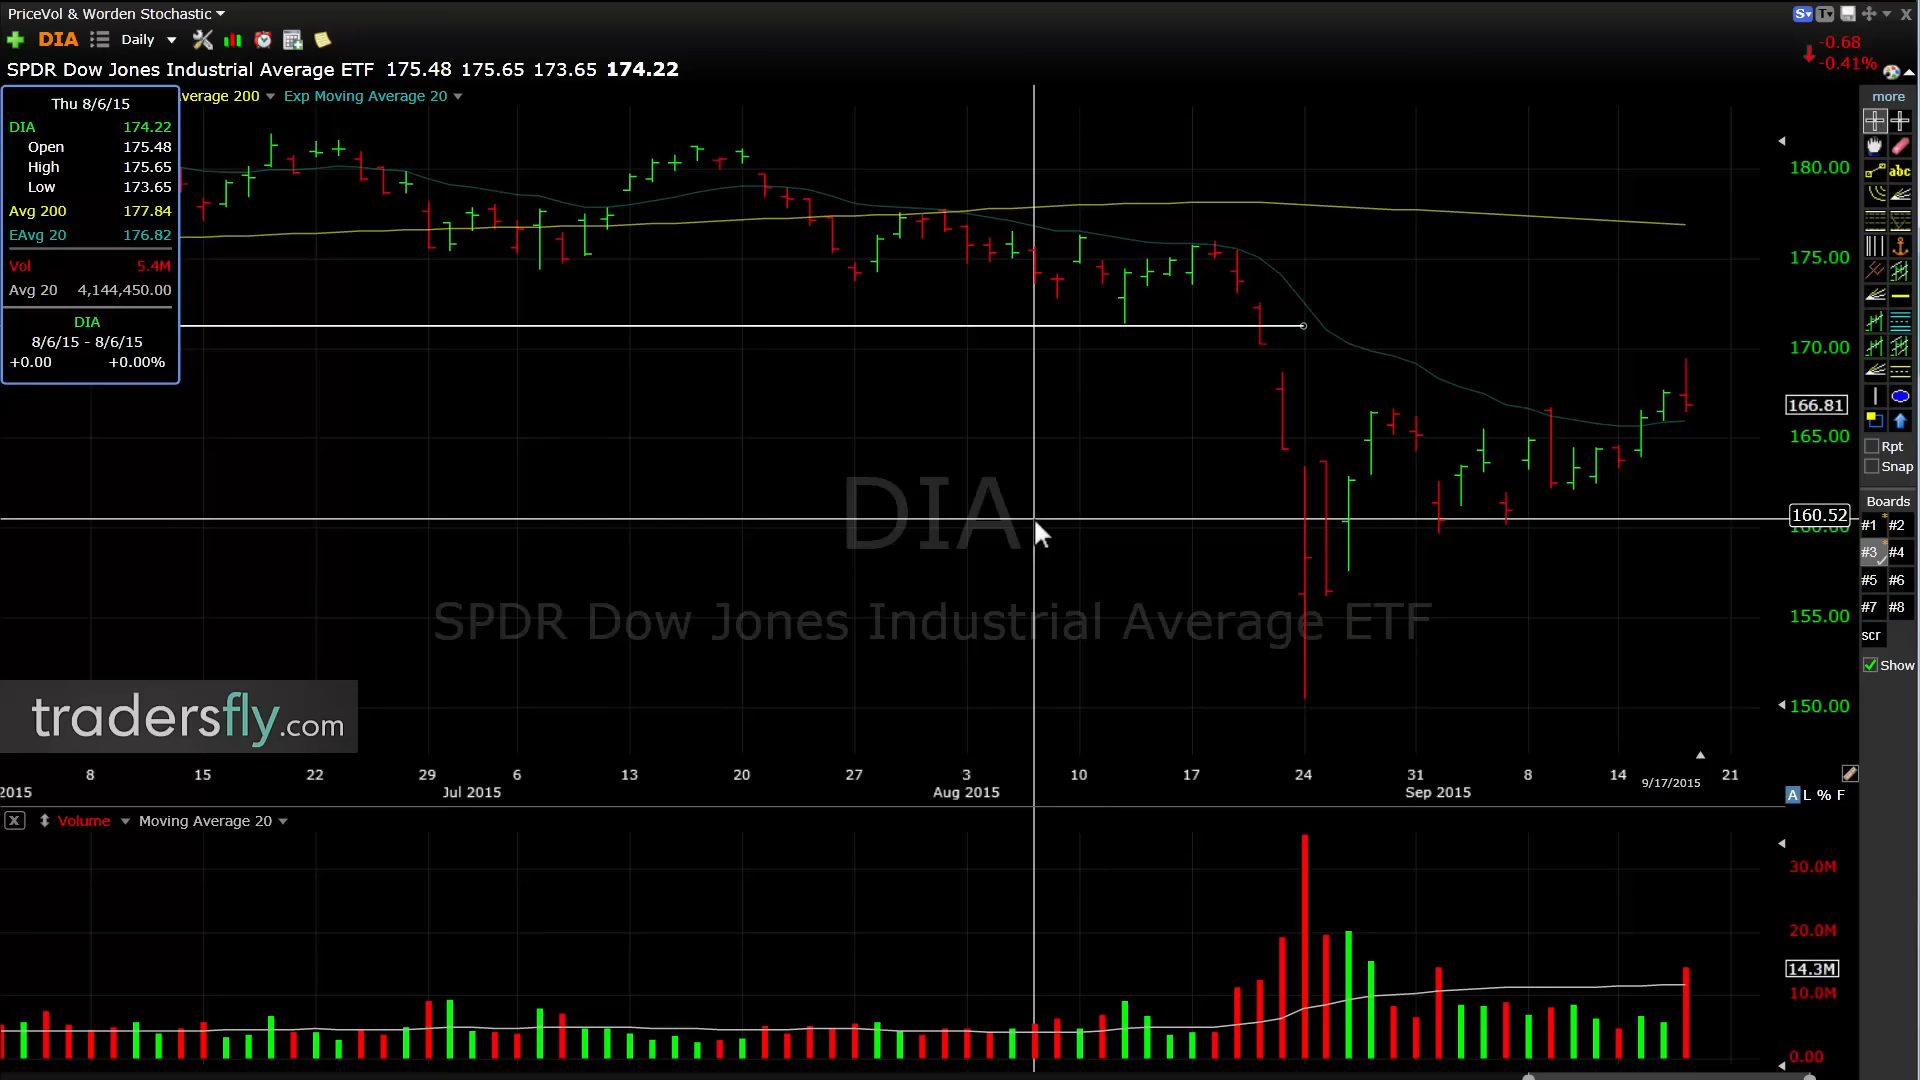 PriceVol & Worden Stochastic
S T X
DIA Daily
-0.68
-0.41%
SPDR Dow Jones Industrial Average ETF 175.48 175.65 173.65 174.22
verage 200 Exp Moving Average 20
more
Thu 8/6/15
DIA 174.22
Open 175.48
High 175.65
Low 173.65
Avg 200 177.84
EAvg 20 176.82
Vol 5.4M
Avg 20 4,144,450.00
DIA
8/6/15 - 8/6/15
+0.00 +0.00%
abc
180.00
175.00
170.00
166.81
165.00
160.52
160.00
155.00
150.00
Rpt
Snap
Boards
#1 #2
#3 #4
#5 #6
#7 #8
scr
Show
DIA
SPDR Dow Jones Industrial Average ETF
tradersfly.com
8 15 22 29 6 13 20 27 3 10 17 24 31 8 14 9/17/2015 21
2015 Jul 2015 Aug 2015 Sep 2015
A L % F
X Volume Moving Average 20
30.0M
20.0M
14.3M
10.0M
0.00